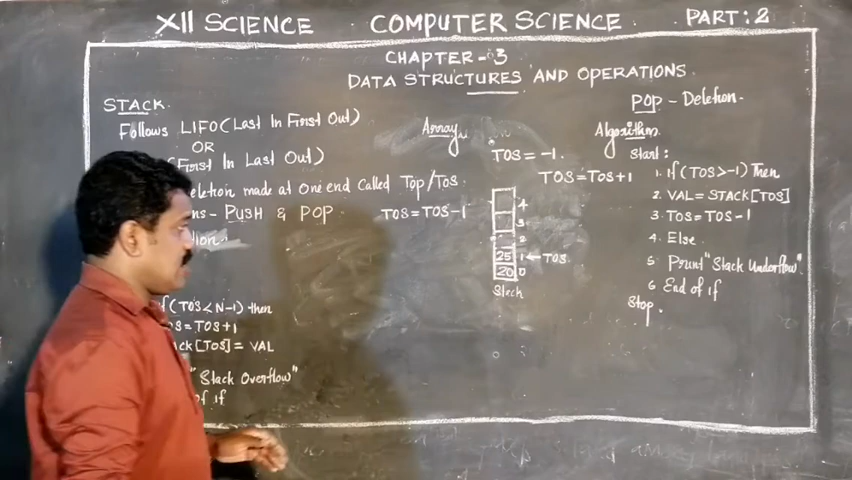 XII SCIENCE COMPUTER SCIENCE PART: 2
CHAPTER - 3
DATA STRUCTURES AND OPERATIONS
STACK
Follows LIFO (Last In First Out)
OR
(First In Last Out)
eletion made at one end called Top/TOS.
ns - PUSH & POP
tion
if (TOS < N-1) then
S = TOS+1
ACK[TOS] = VAL
"Stack Overflow"
of if
Array
TOS = -1.
TOS = TOS+1
TOS = TOS-1
4
3
2
25 1 ← TOS
20 0
Stack
POP - Deletion.
Algorithm
Start:
1. if (TOS > -1) Then
2. VAL = STACK[TOS]
3. TOS = TOS - 1
4. Else
5. Print "Stack Underflow"
6 End of if
Stop.